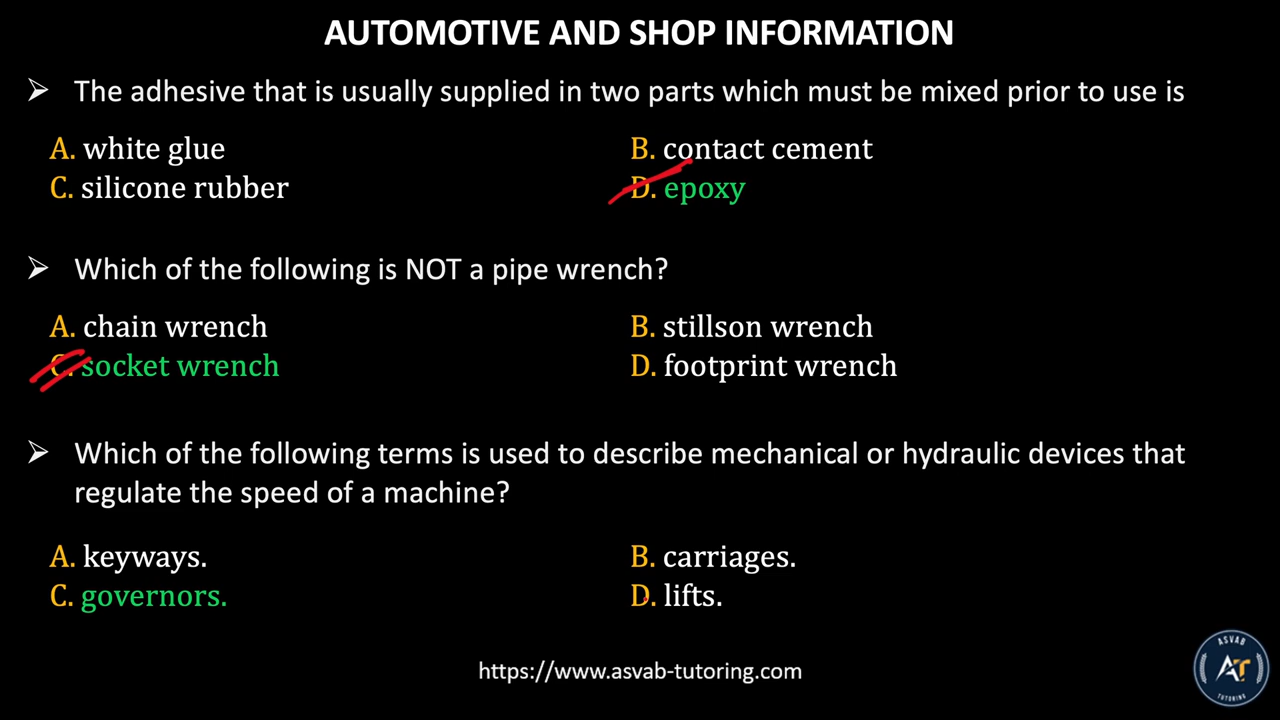 AUTOMOTIVE AND SHOP INFORMATION
➢ The adhesive that is usually supplied in two parts which must be mixed prior to use is
A. white glue B. contact cement
C. silicone rubber D. epoxy
➢ Which of the following is NOT a pipe wrench?
A. chain wrench B. stillson wrench
C. socket wrench D. footprint wrench
➢ Which of the following terms is used to describe mechanical or hydraulic devices that
regulate the speed of a machine?
A. keyways. B. carriages.
C. governors. D. lifts.
https://www.asvab-tutoring.com
ASVAB
AT
TUTORING